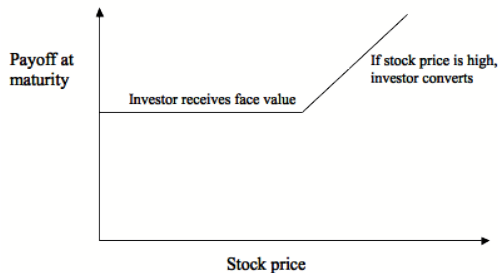 Payoff at
maturity
If stock price is high,
investor converts
Investor receives face value
Stock price